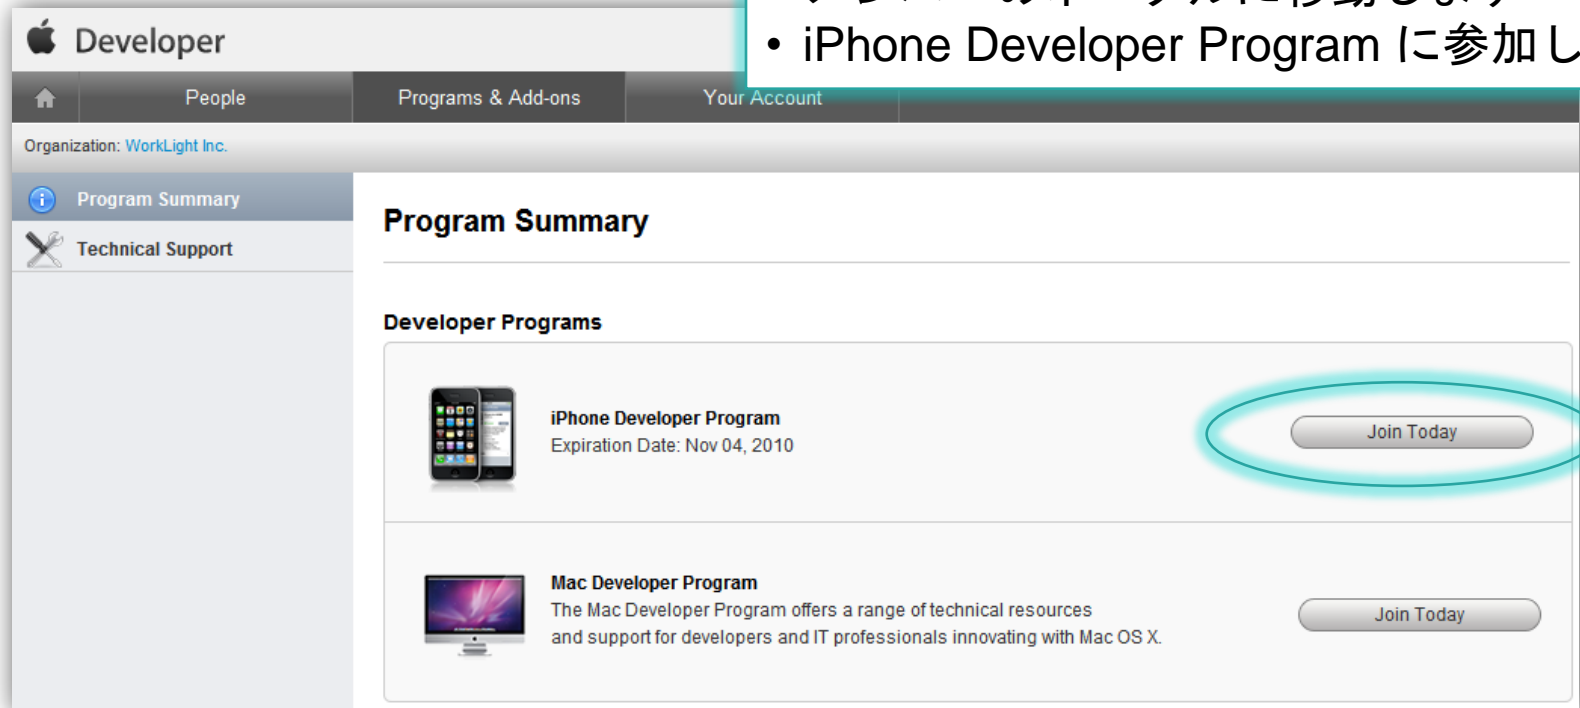 Developer
• iPhone Developer Program に参加し
People
Programs & Add-ons
Your Account
Organization: WorkLight Inc.
Program Summary
Technical Support
Program Summary
Developer Programs
iPhone Developer Program
Expiration Date: Nov 04, 2010
Join Today
Mac Developer Program
The Mac Developer Program offers a range of technical resources
and support for developers and IT professionals innovating with Mac OS X.
Join Today